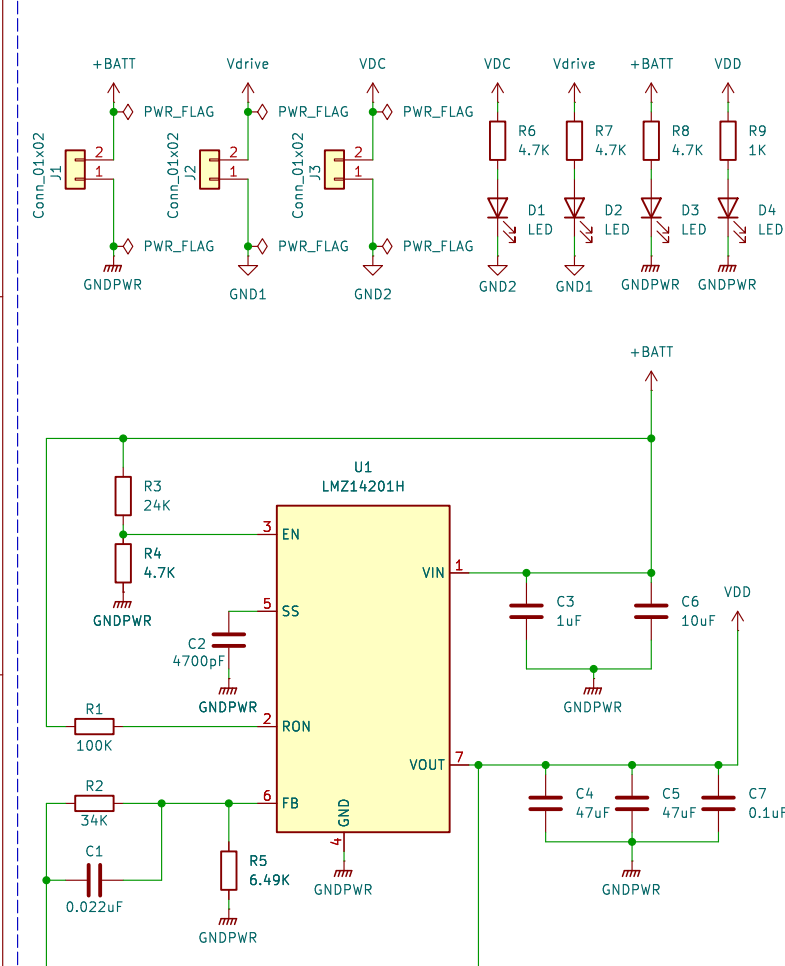 +BATT Vdrive VDC VDC Vdrive +BATT VDD
PWR_FLAG PWR_FLAG PWR_FLAG
R6 R7 R8 R9
4.7K 4.7K 4.7K 1K
Conn_01x02 J1 2 1
Conn_01x02 J2 2 1
Conn_01x02 J3 2 1
D1 D2 D3 D4
LED LED LED LED
PWR_FLAG PWR_FLAG PWR_FLAG
GNDPWR GND1 GND2 GND2 GND1 GNDPWR GNDPWR
+BATT
U1
LMZ14201H
R3
24K
3 EN
R4
4.7K
GNDPWR
VIN 1
C3
1uF
C6
10uF
GNDPWR
VDD
5 SS
C2
4700pF
GNDPWR
R1
100K
2 RON
VOUT 7
R2
34K
6 FB
GND
4
GNDPWR
C4
47uF
C5
47uF
C7
0.1uF
GNDPWR
C1
0.022uF
R5
6.49K
GNDPWR